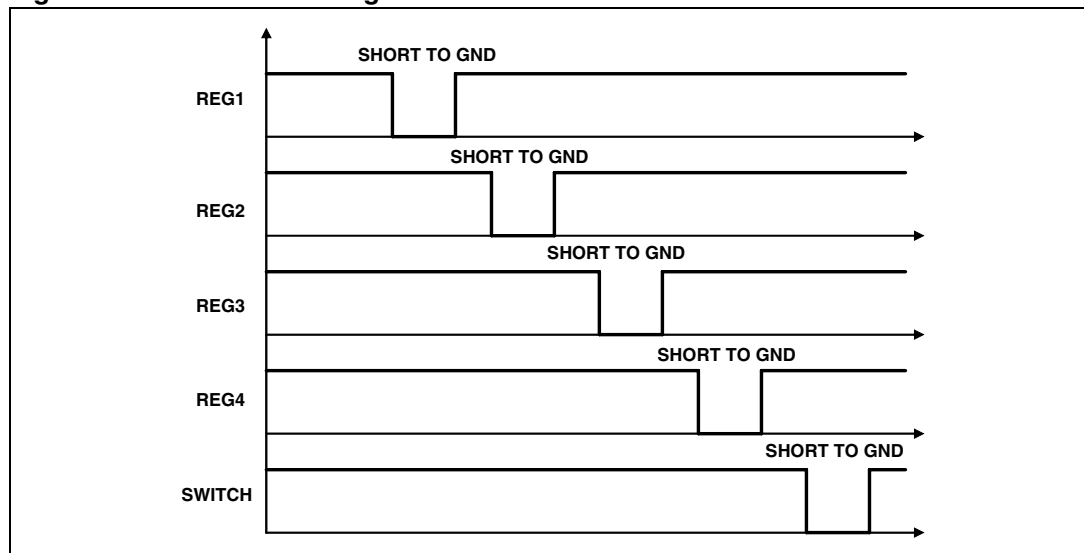 SHORT TO GND
REG1
SHORT TO GND
REG2
SHORT TO GND
REG3
SHORT TO GND
REG4
SHORT TO GND
SWITCH